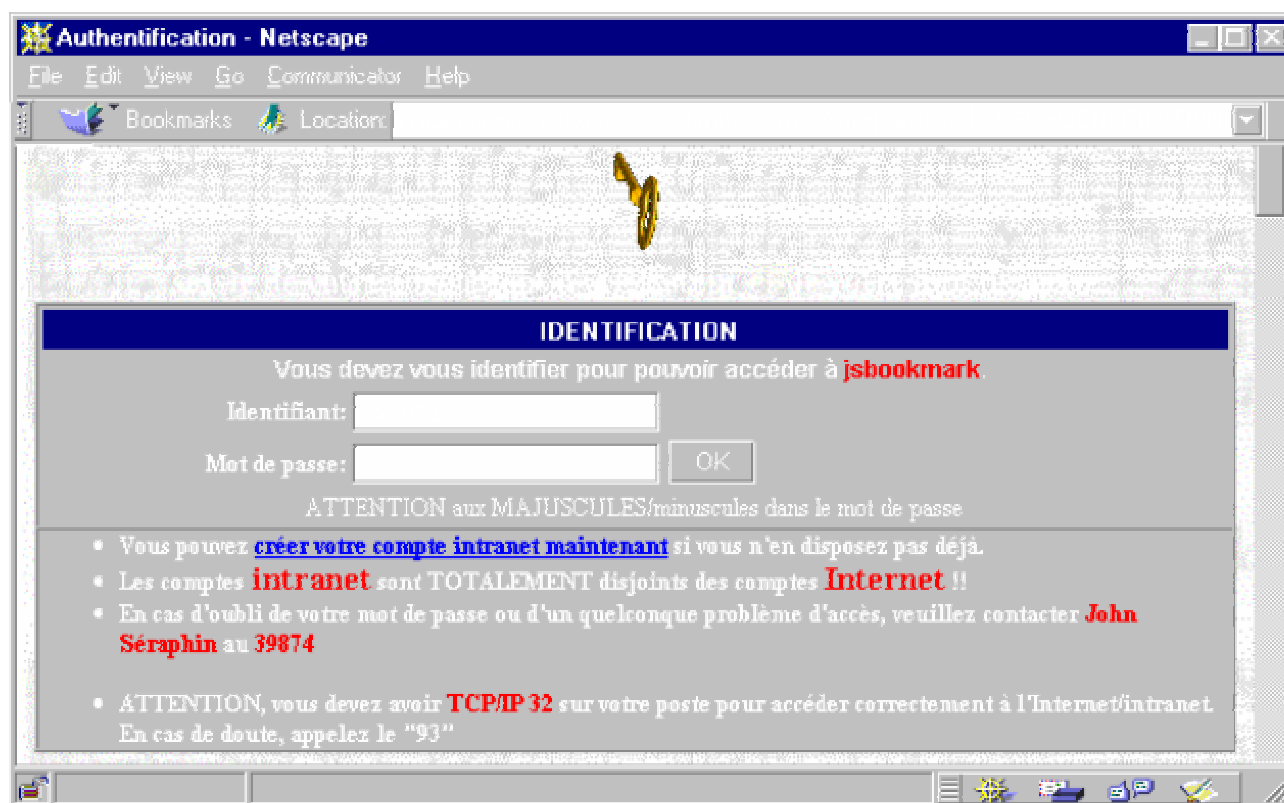 Authentification - Netscape
File Edit View Go Communicator Help
Bookmarks Location:
IDENTIFICATION
Vous devez vous identifier pour pouvoir accéder à jsbookmark.
Identifiant:
Mot de passe: OK
ATTENTION aux MAJUSCULES/minuscules dans le mot de passe
• Vous pouvez créer votre compte intranet maintenant si vous n'en disposez pas déjà.
• Les comptes intranet sont TOTALEMENT disjoints des comptes Internet !!
• En cas d'oubli de votre mot de passe ou d'un quelconque problème d'accès, veuillez contacter John
Séraphin au 39874
• ATTENTION, vous devez avoir TCP/IP 32 sur votre poste pour accéder correctement à l'Internet/intranet.
En cas de doute, appelez le "93"